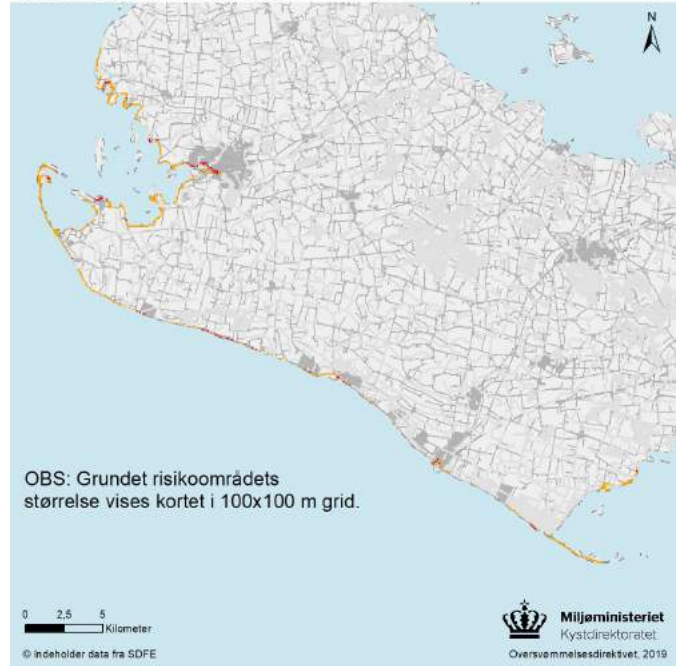 N
OBS: Grundet risikoområdets
størrelse vises kortet i 100x100 m grid.
0 2,5 5
Kilometer
Miljøministeriet
Kystdirektoratet
© Indeholder data fra SDFE
Oversvømmelsesdirektivet, 2019